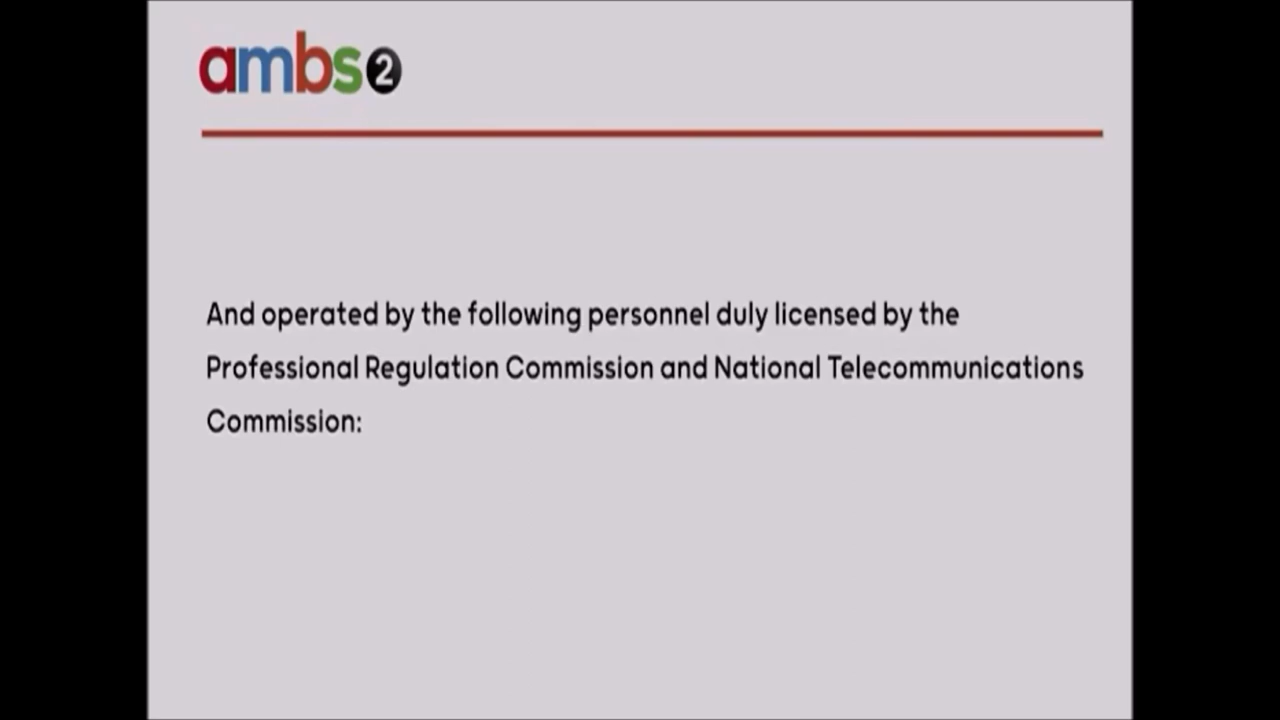 ambs2
And operated by the following personnel duly licensed by the
Professional Regulation Commission and National Telecommunications
Commission: